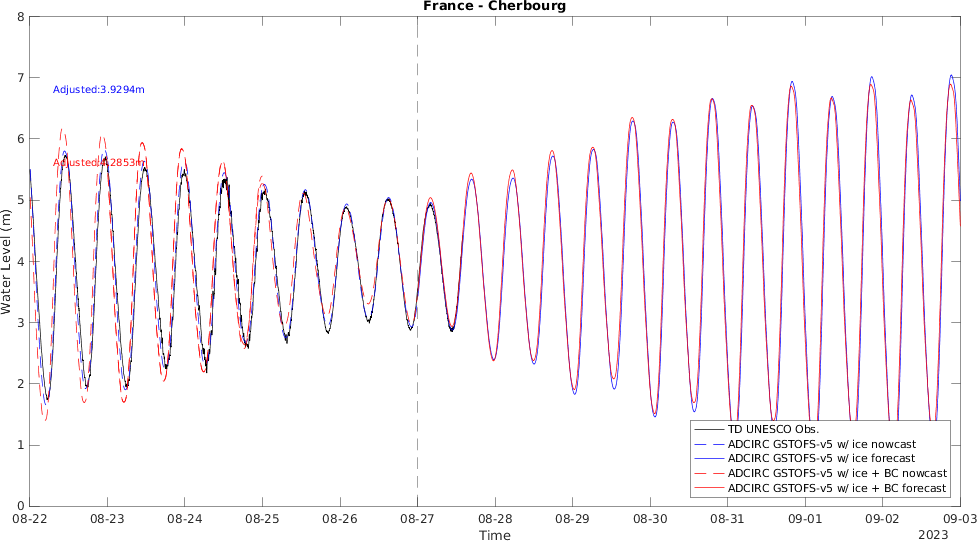 France - Cherbourg
8
7
6
5
4
3
2
1
0
Water Level (m)
Adjusted:3.9294m
TD UNESCO Obs.
ADCIRC GSTOFS-v5 w/ ice nowcast
ADCIRC GSTOFS-v5 w/ ice forecast
ADCIRC GSTOFS-v5 w/ ice + BC nowcast
ADCIRC GSTOFS-v5 w/ ice + BC forecast
08-22 08-23 08-24 08-25 08-26 08-27 08-28 08-29 08-30 08-31 09-01 09-02 09-03
Time
2023